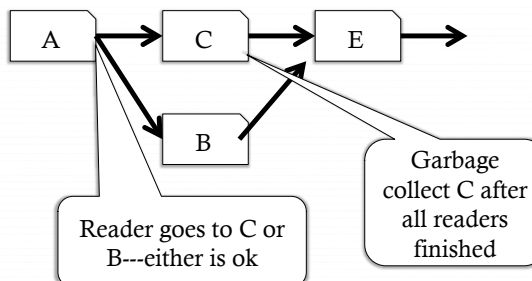 A
C
E
B
Garbage
collect C after
all readers
finished
Reader goes to C or
B---either is ok